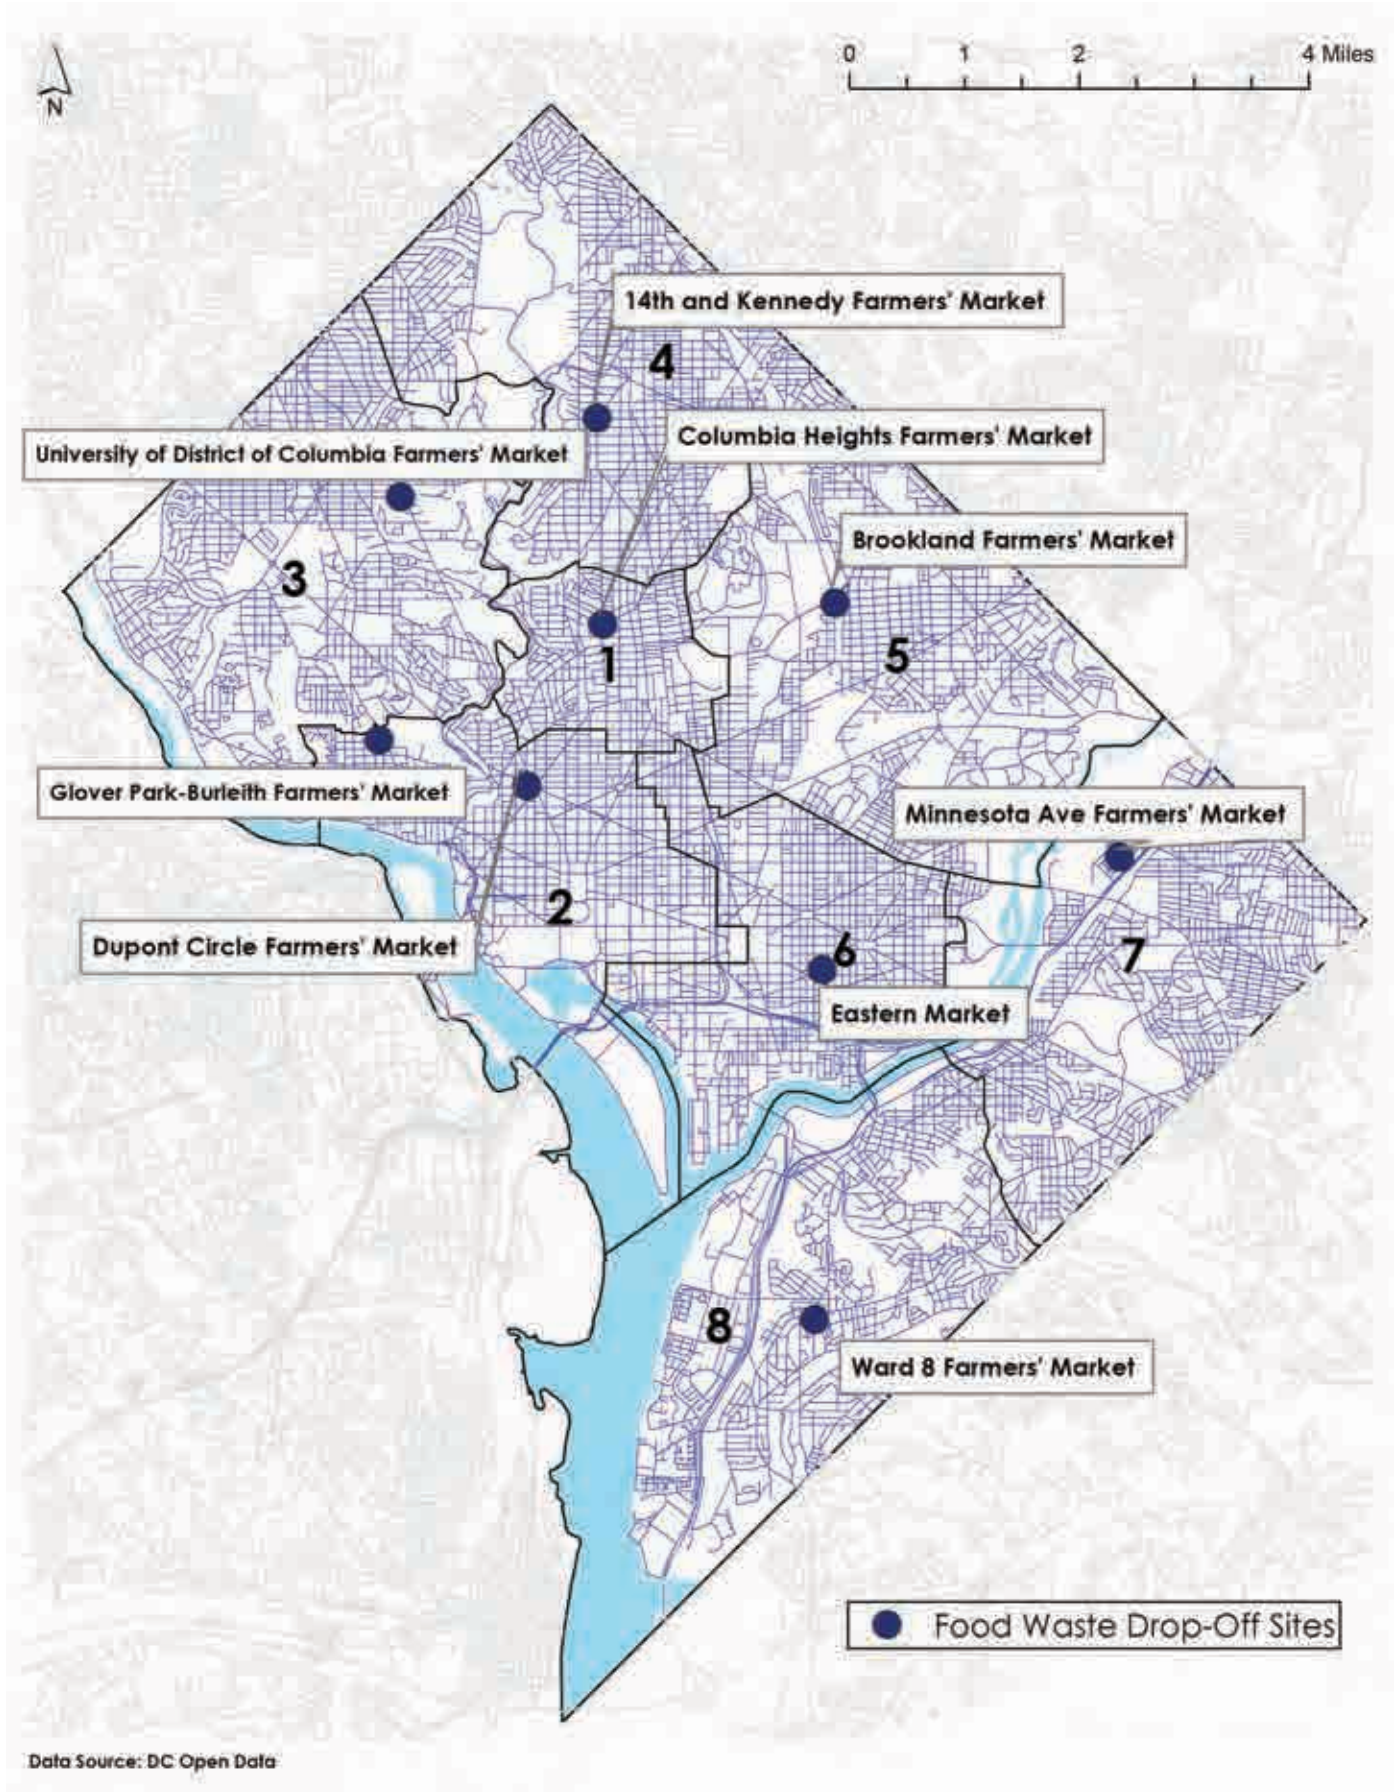 0 1 2 4 Miles
N
14th and Kennedy Farmers' Market
4
Columbia Heights Farmers' Market
University of District of Columbia Farmers' Market
Brookland Farmers' Market
3
1
5
Glover Park-Burleith Farmers' Market
Minnesota Ave Farmers' Market
2
Dupont Circle Farmers' Market
6
7
Eastern Market
8
Ward 8 Farmers' Market
Food Waste Drop-Off Sites
Data Source: DC Open Data